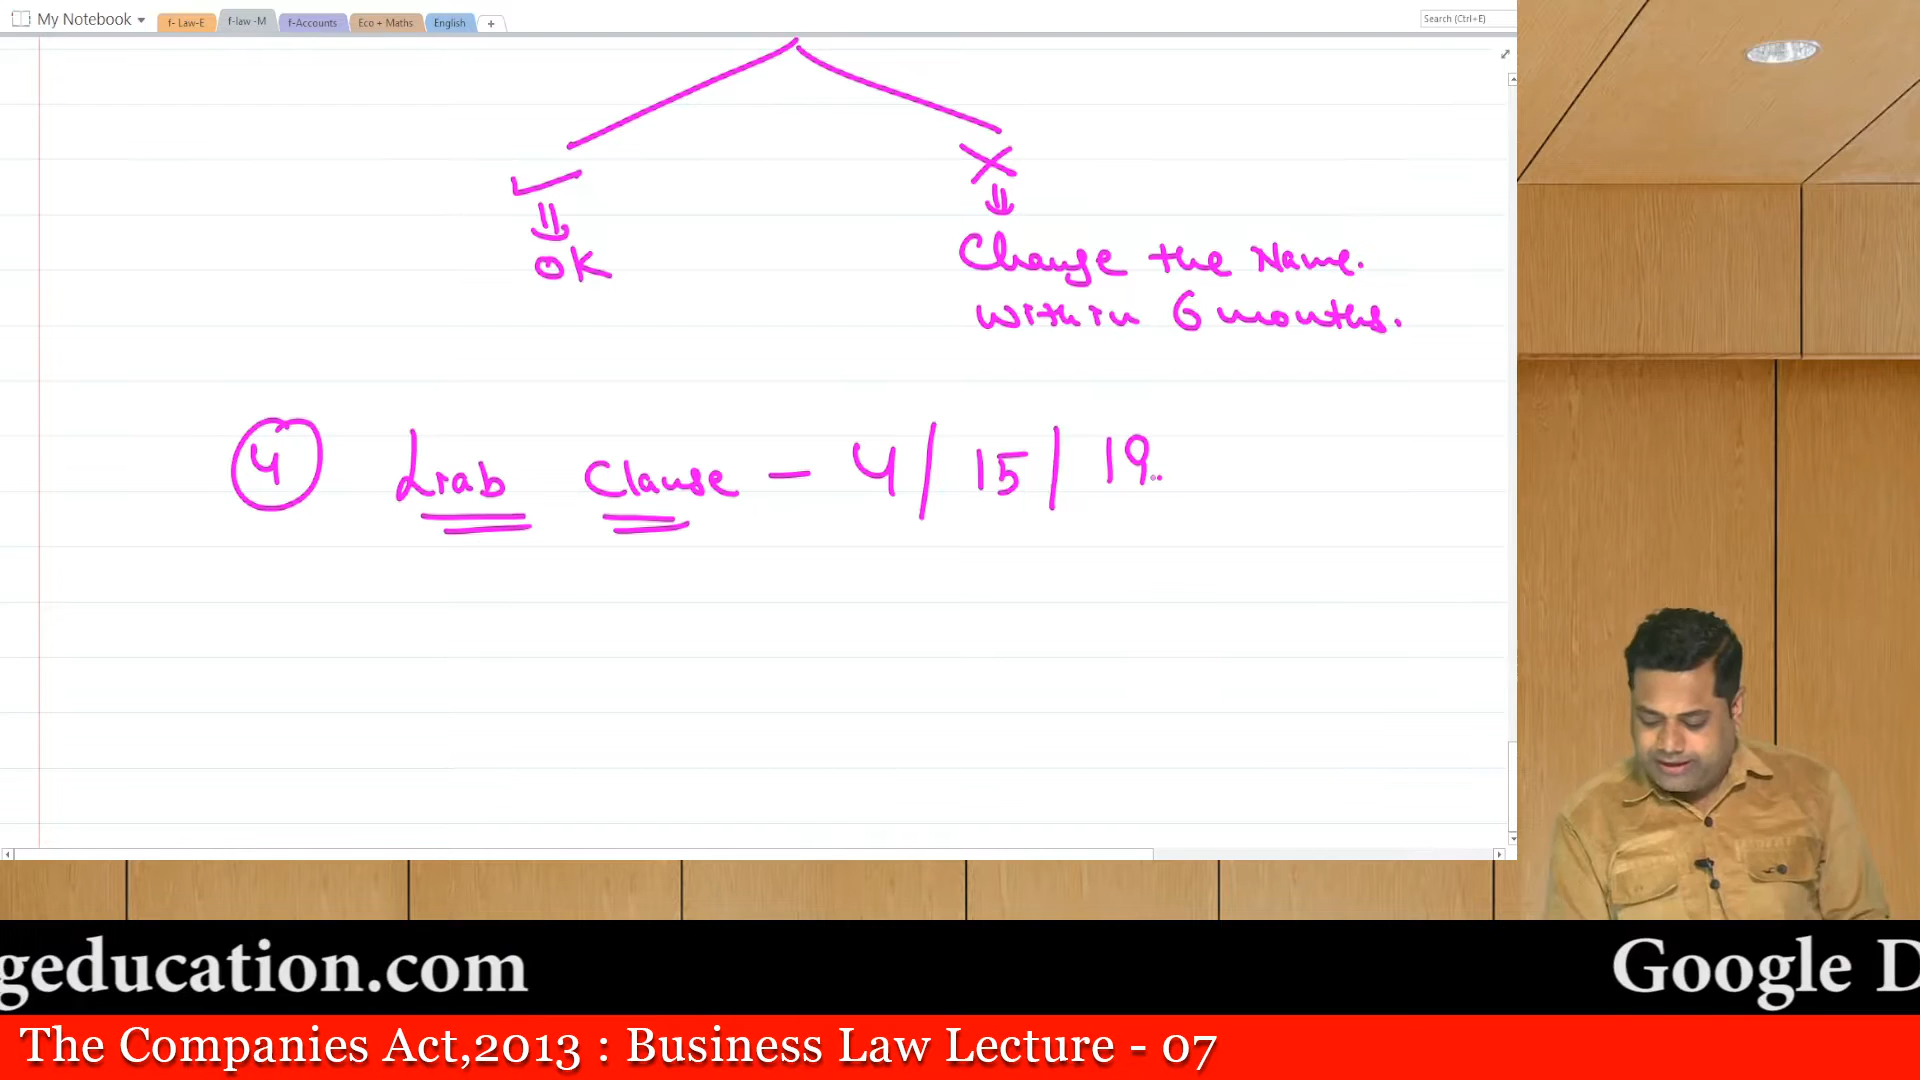 My Notebook
f- Law-E
f-law -M
f-Accounts
Eco + Maths
English
+
Search (Ctrl+E)
OK
Change the Name.
within 6 months.
4 Liab Clause - 4/ 15/ 19.
geducation.com
Google D
The Companies Act,2013 : Business Law Lecture - 07